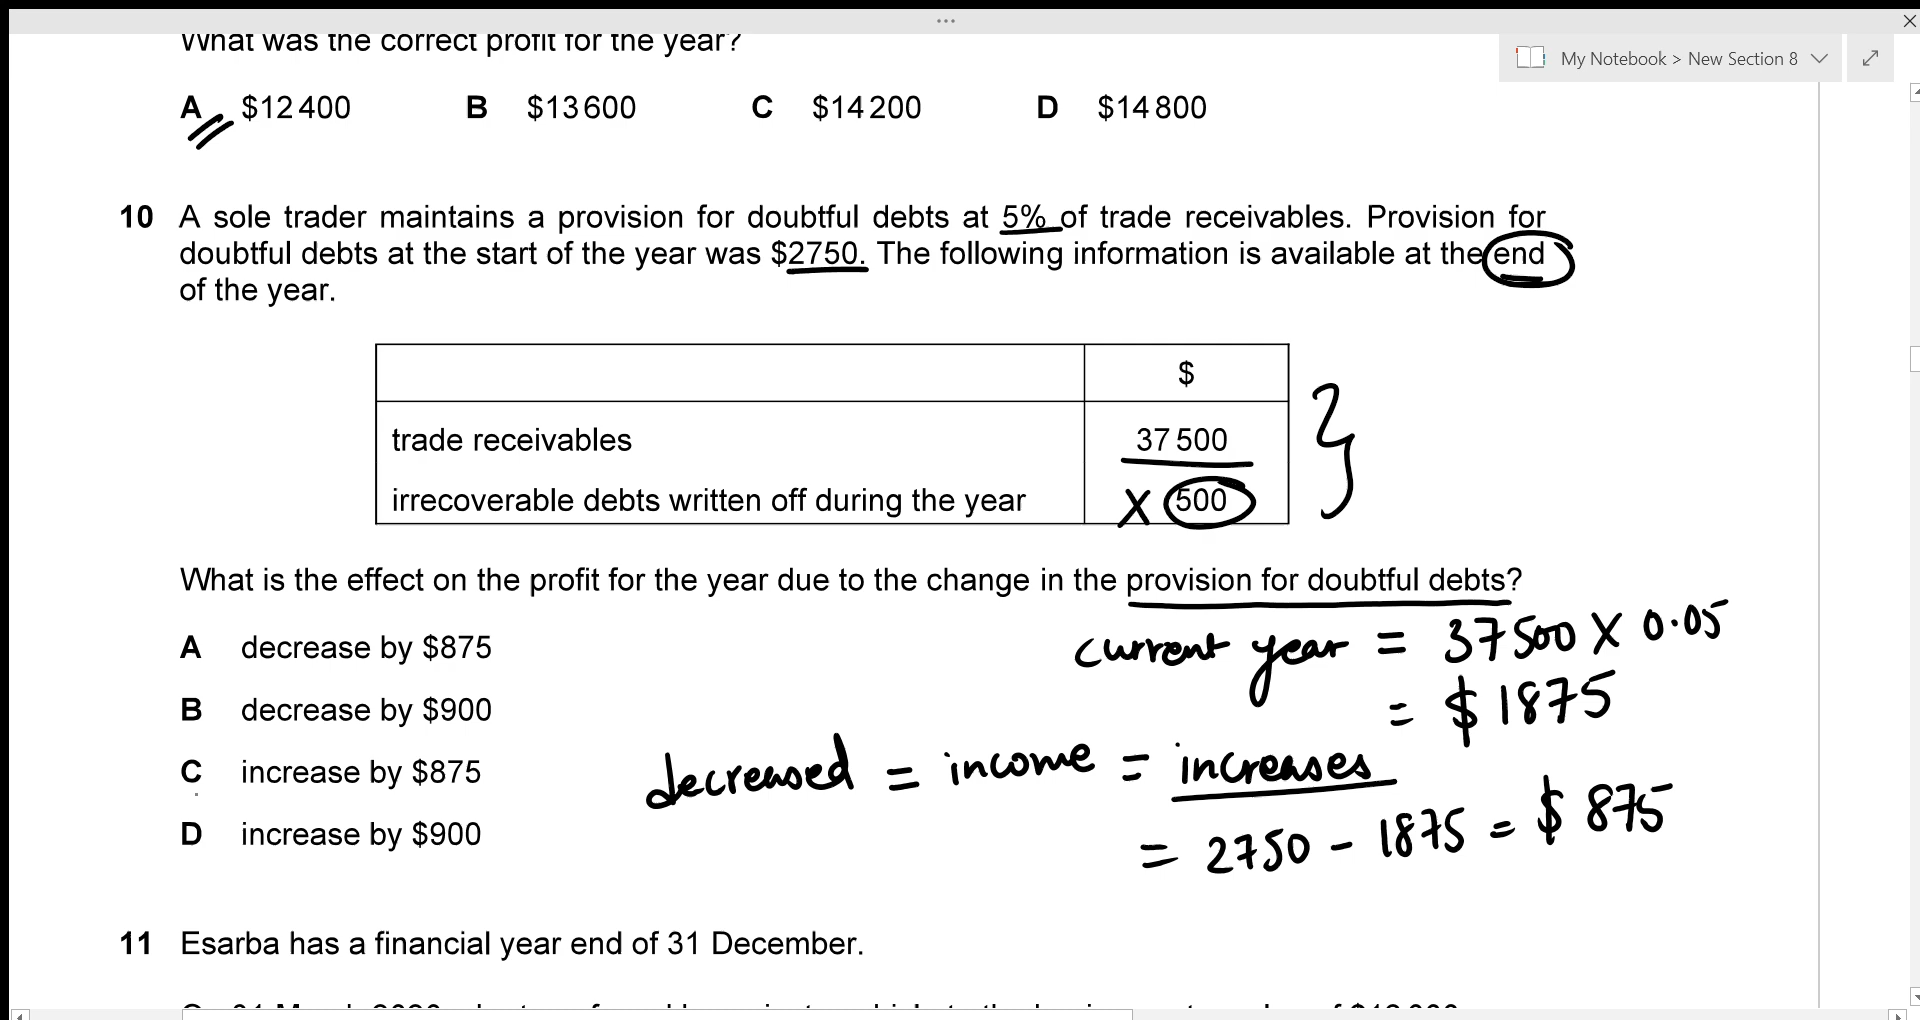 What was the correct profit for the year?
My Notebook > New Section 8
A $12 400 B $13 600 C $14 200 D $14 800
10 A sole trader maintains a provision for doubtful debts at 5% of trade receivables. Provision for
doubtful debts at the start of the year was $2750. The following information is available at the end
of the year.
$
trade receivables 37 500
irrecoverable debts written off during the year X 500
What is the effect on the profit for the year due to the change in the provision for doubtful debts?
A decrease by $875
B decrease by $900
C increase by $875
D increase by $900
current year = 37500 X 0.05
= $1875
decreased = income = increases
= 2750 - 1875 = $875
11 Esarba has a financial year end of 31 December.